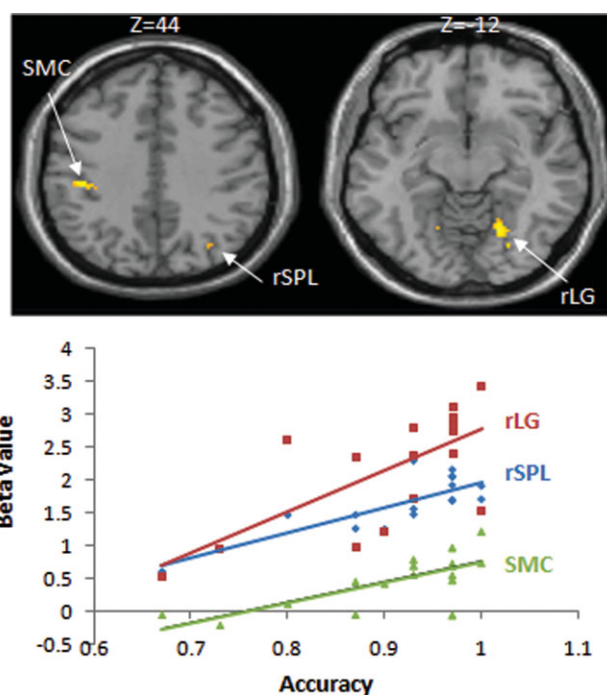 Z=44
Z=-12
SMC
rSPL
rLG
4
3.5
3
2.5
2
1.5
1
0.5
0
-0.5
Beta Value
rLG
rSPL
SMC
0.6
0.7
0.8
0.9
1
1.1
Accuracy